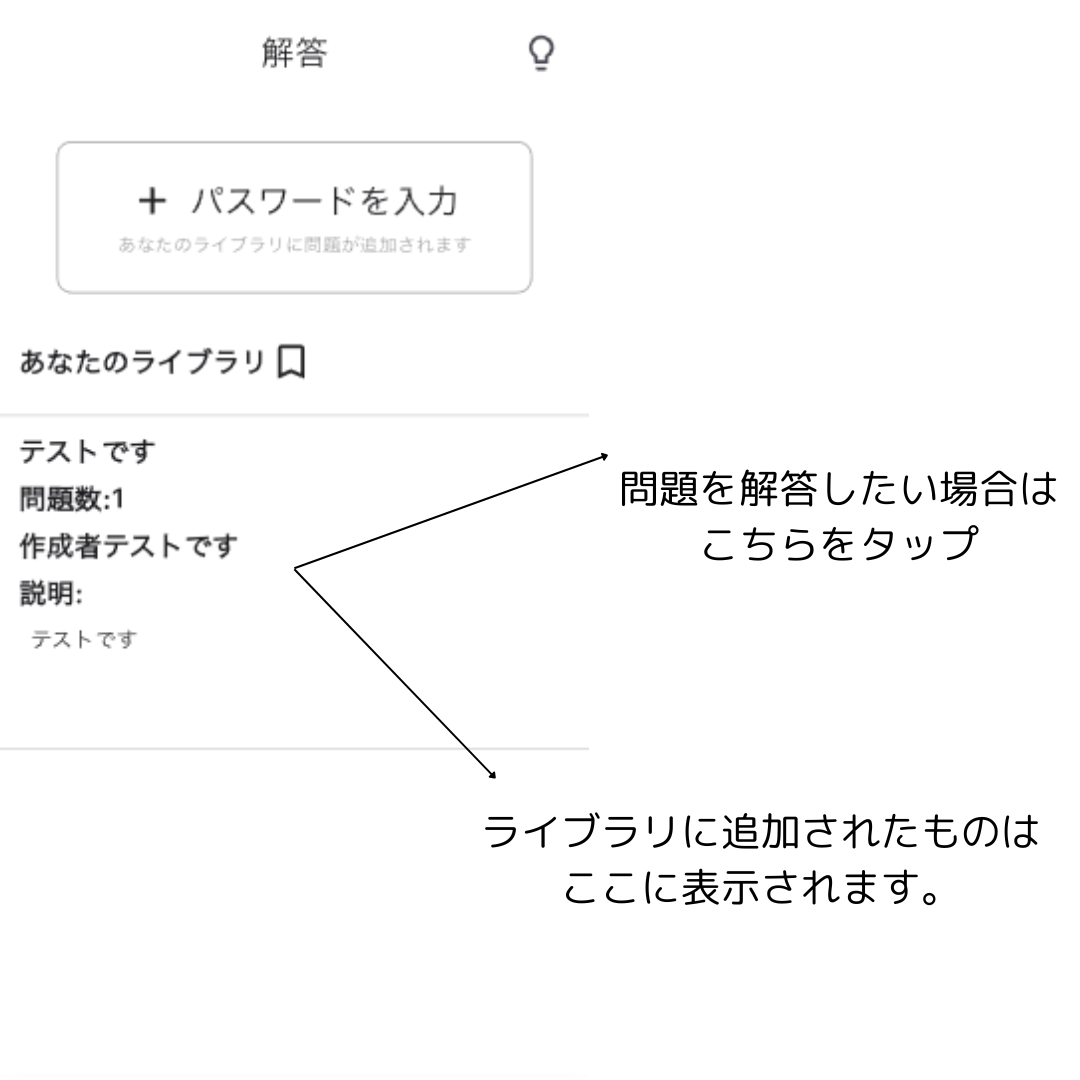 解答
+ パスワードを入力
あなたのライブラリに問題が追加されます
あなたのライブラリ
テストです
問題数:1
作成者テストです
説明:
テストです
問題を解答したい場合は
こちらをタップ
ライブラリに追加されたものは
ここに表示されます。